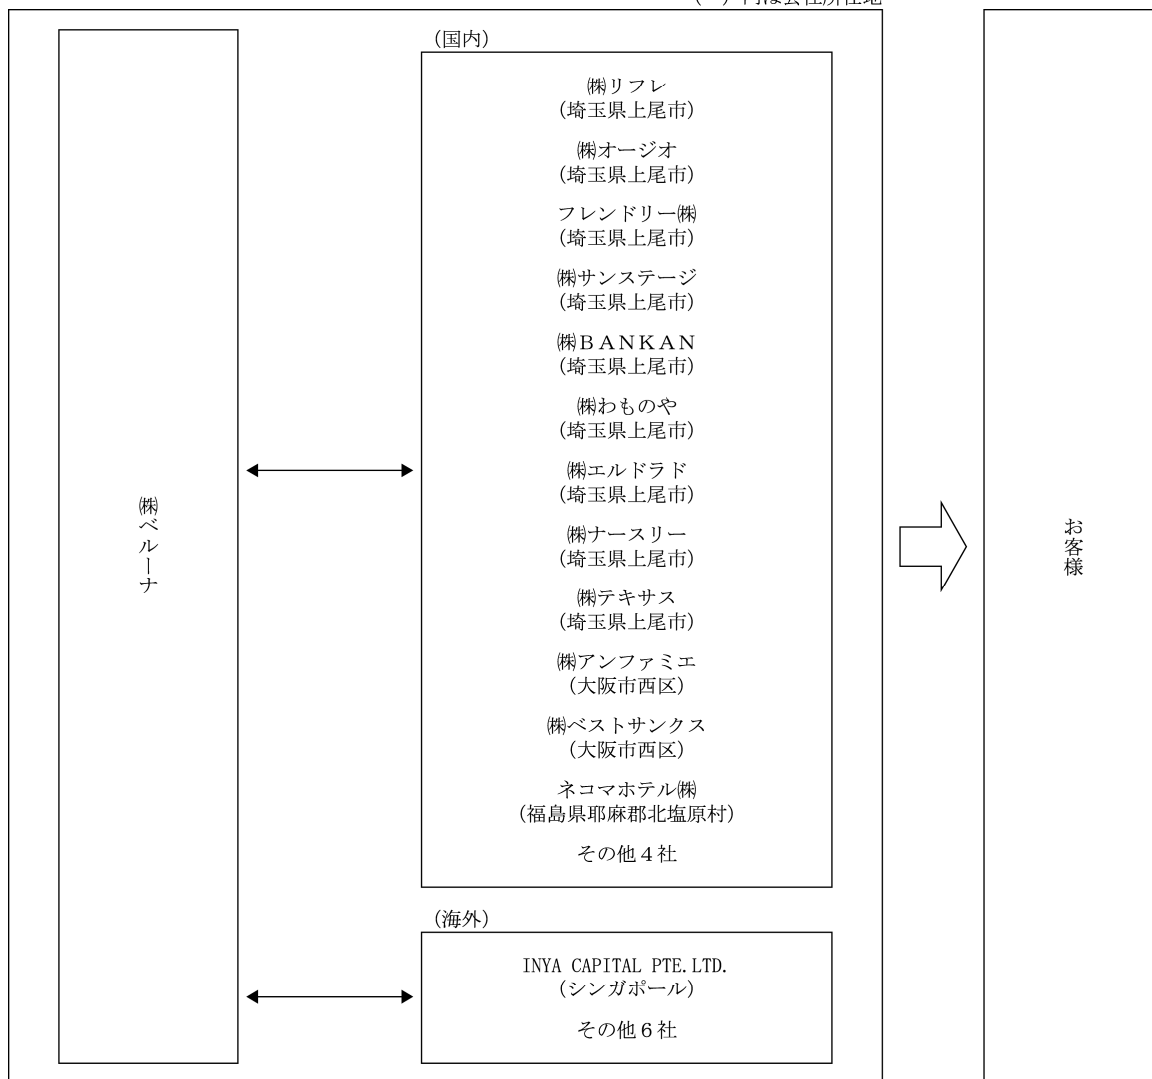 ㈱ベルーナ
（国内）
㈱リフレ
（埼玉県上尾市）
㈱オージオ
（埼玉県上尾市）
フレンドリー㈱
（埼玉県上尾市）
㈱サンステージ
（埼玉県上尾市）
㈱ＢＡＮＫＡＮ
（埼玉県上尾市）
㈱わものや
（埼玉県上尾市）
㈱エルドラド
（埼玉県上尾市）
㈱ナースリー
（埼玉県上尾市）
㈱テキサス
（埼玉県上尾市）
㈱アンファミエ
（大阪市西区）
㈱ベストサンクス
（大阪市西区）
ネコマホテル㈱
（福島県耶麻郡北塩原村）
その他４社
（海外）
INYA CAPITAL PTE.LTD.
（シンガポール）
その他６社
お客様